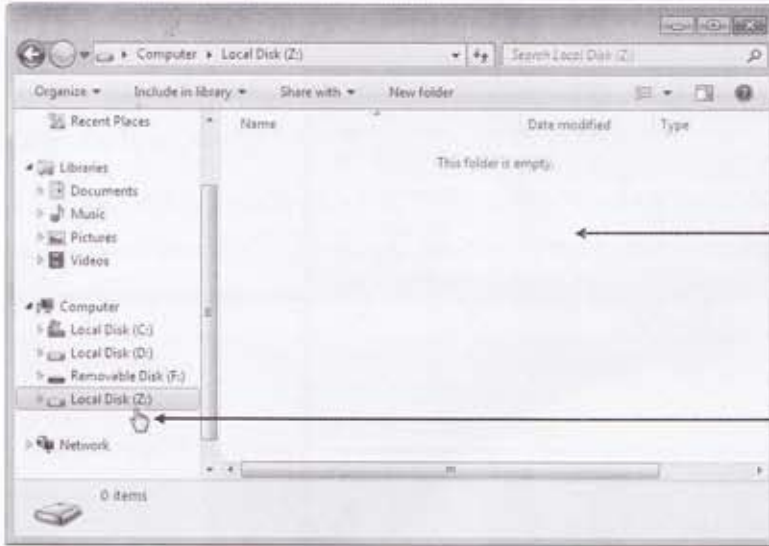 Computer Local Disk (Z:) Search Local Disk (Z:)
Organize Include in library Share with New folder
Recent Places
Name Date modified Type
This folder is empty.
Libraries
Documents
Music
Pictures
Videos
Computer
Local Disk (C:)
Local Disk (D:)
Removable Disk (F:)
Local Disk (Z:)
Network
0 items